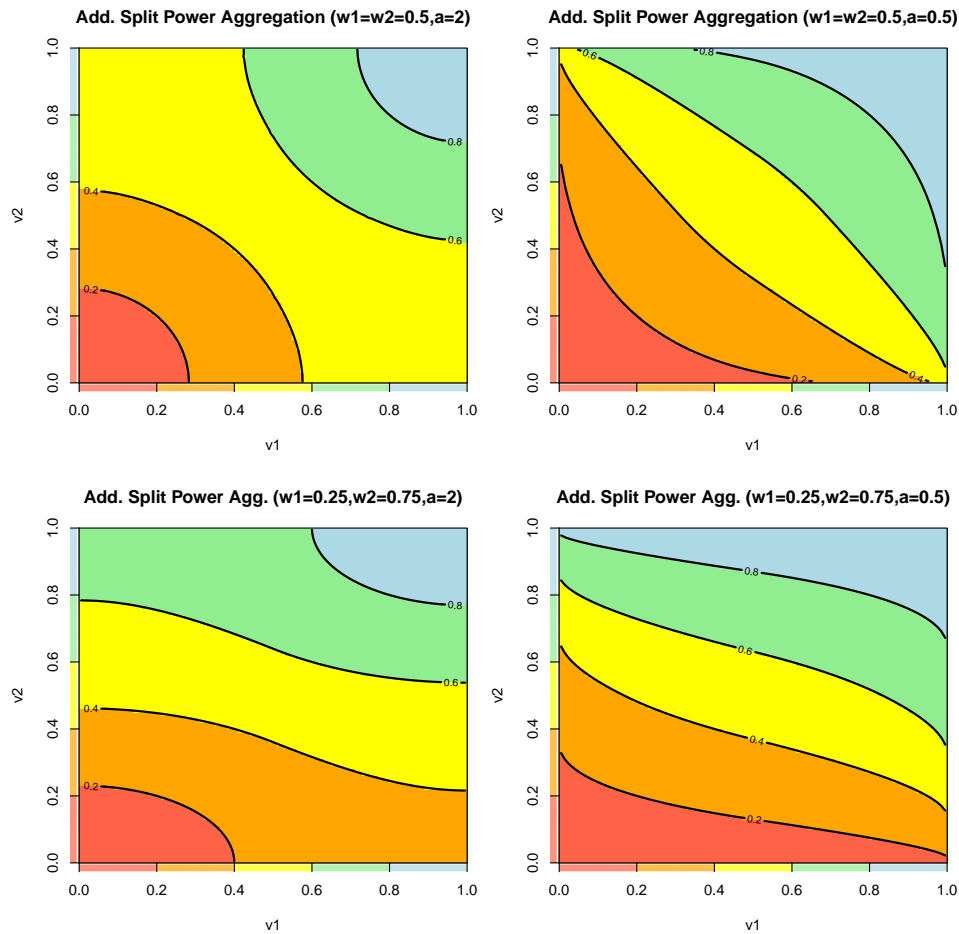 Add. Split Power Aggregation (w1=w2=0.5,a=2)
v2
0.0 0.2 0.4 0.6 0.8 1.0
0.2
0.4
0.6
0.8
0.0 0.2 0.4 0.6 0.8 1.0
v1
Add. Split Power Aggregation (w1=w2=0.5,a=0.5)
v2
0.0 0.2 0.4 0.6 0.8 1.0
0.6
0.8
0.2
0.4
0.0 0.2 0.4 0.6 0.8 1.0
v1
Add. Split Power Agg. (w1=0.25,w2=0.75,a=2)
v2
0.0 0.2 0.4 0.6 0.8 1.0
0.8
0.6
0.4
0.2
0.0 0.2 0.4 0.6 0.8 1.0
v1
Add. Split Power Agg. (w1=0.25,w2=0.75,a=0.5)
v2
0.0 0.2 0.4 0.6 0.8 1.0
0.8
0.6
0.4
0.2
0.0 0.2 0.4 0.6 0.8 1.0
v1